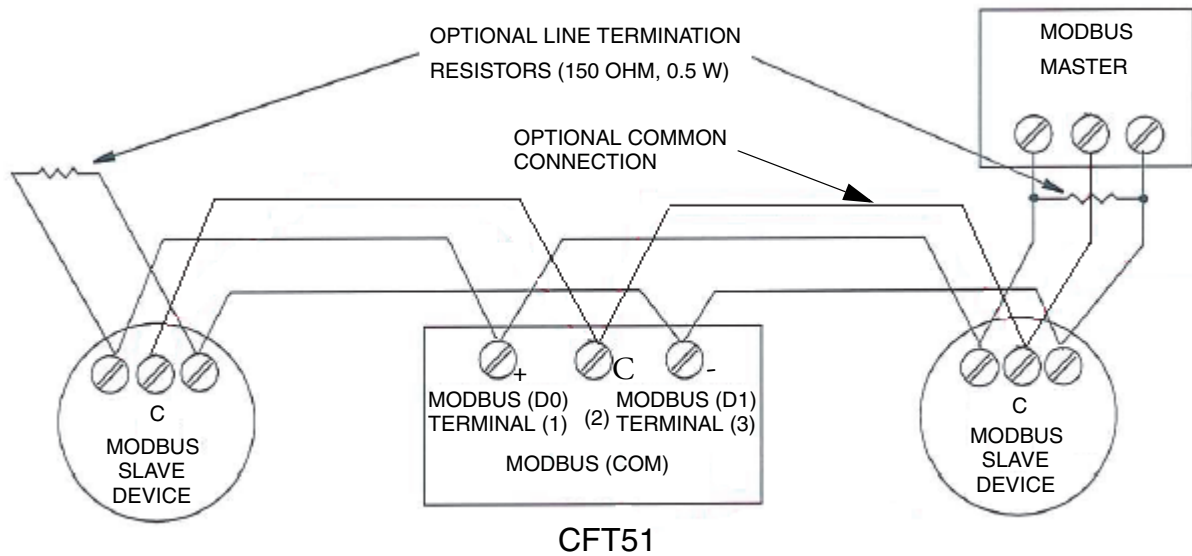 OPTIONAL LINE TERMINATION
RESISTORS (150 OHM, 0.5 W)
MODBUS
MASTER
OPTIONAL COMMON
CONNECTION
C
MODBUS
SLAVE
DEVICE
+
C
-
MODBUS (D0)
TERMINAL (1)
(2)
MODBUS (D1)
TERMINAL (3)
MODBUS (COM)
C
MODBUS
SLAVE
DEVICE
CFT51